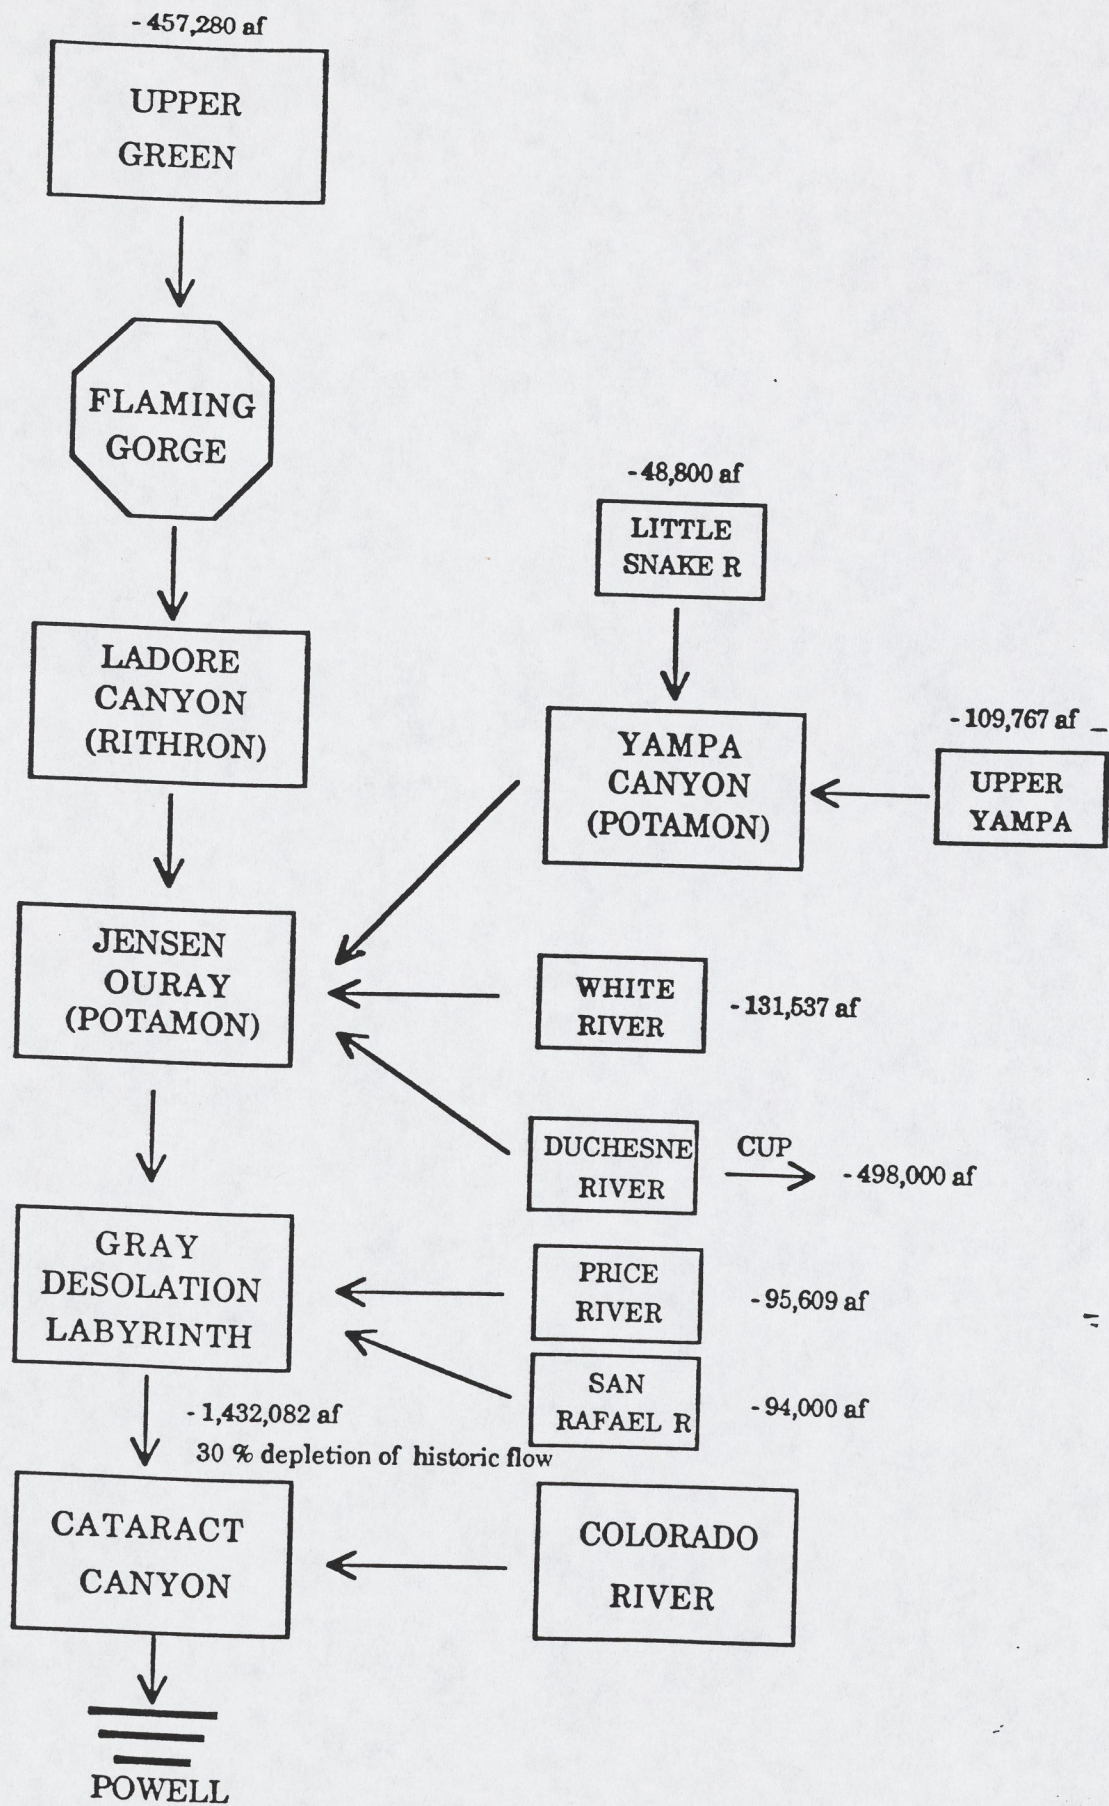 - 457,280 af
UPPER
GREEN
FLAMING
GORGE
- 48,800 af
LITTLE
SNAKE R
LADORE
CANYON
(RITHRON)
YAMPA
CANYON
(POTAMON)
- 109,767 af
UPPER
YAMPA
JENSEN
OURAY
(POTAMON)
WHITE
RIVER
- 131,537 af
DUCHESNE
RIVER
CUP
- 498,000 af
GRAY
DESOLATION
LABYRINTH
PRICE
RIVER
- 95,609 af
SAN
RAFAEL R
- 94,000 af
- 1,432,082 af
30 % depletion of historic flow
CATARACT
CANYON
COLORADO
RIVER
POWELL